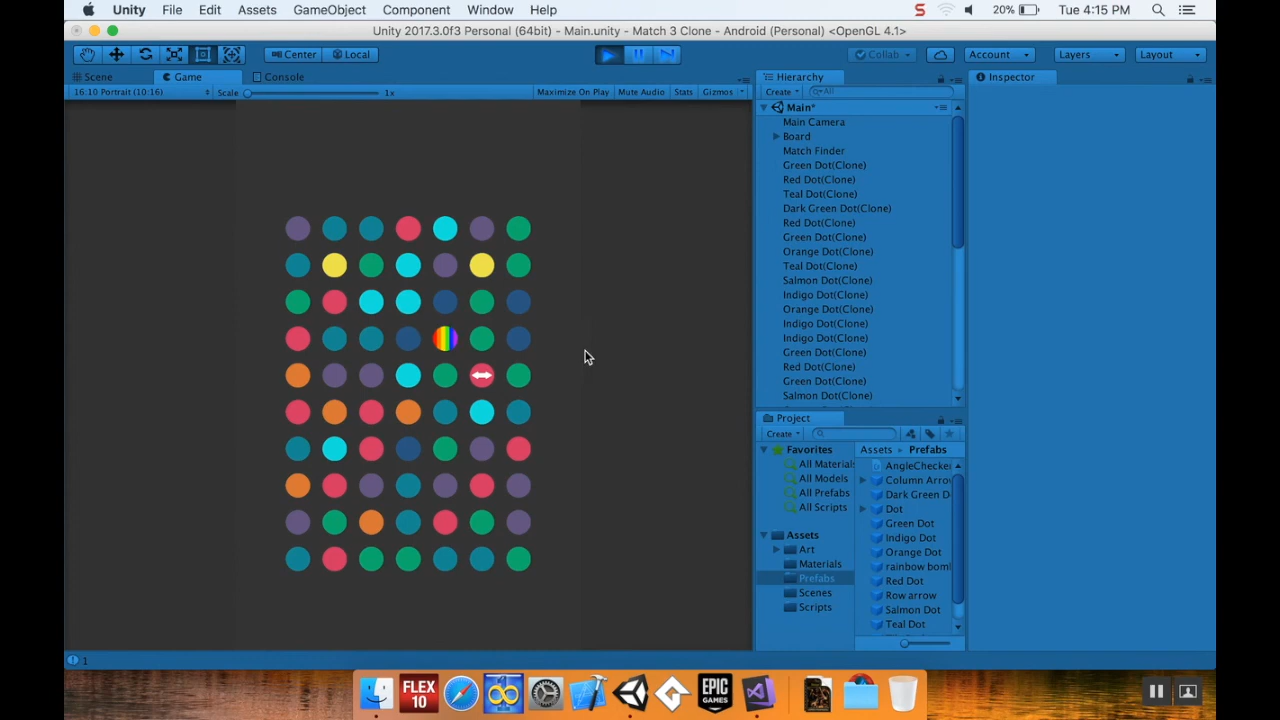 Unity File Edit Assets GameObject Component Window Help S 20% Tue 4:15 PM
Unity 2017.3.0f3 Personal (64bit) - Main.unity - Match 3 Clone - Android (Personal) <OpenGL 4.1>
Center Local Collab Account Layers Layout
Scene Game Console Hierarchy Inspector
16:10 Portrait (10:16) Scale 1x Maximize On Play Mute Audio Stats Gizmos Create All
Main*
Main Camera
Board
Match Finder
Green Dot(Clone)
Red Dot(Clone)
Teal Dot(Clone)
Dark Green Dot(Clone)
Red Dot(Clone)
Green Dot(Clone)
Orange Dot(Clone)
Teal Dot(Clone)
Salmon Dot(Clone)
Indigo Dot(Clone)
Orange Dot(Clone)
Indigo Dot(Clone)
Indigo Dot(Clone)
Green Dot(Clone)
Red Dot(Clone)
Green Dot(Clone)
Salmon Dot(Clone)
Project
Create
Favorites
All Materials
All Models
All Prefabs
All Scripts
Assets
Art
Materials
Prefabs
Scenes
Scripts
Assets Prefabs
AngleChecke
Column Arro
Dark Green D
Dot
Green Dot
Indigo Dot
Orange Dot
rainbow bom
Red Dot
Row arrow
Salmon Dot
Teal Dot
1
FLEX
10
EPIC
GAMES